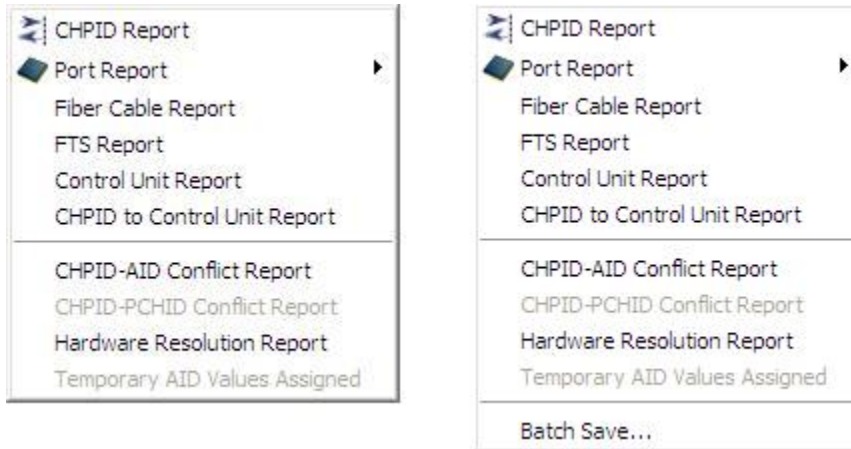 CHPID Report
Port Report
Fiber Cable Report
FTS Report
Control Unit Report
CHPID to Control Unit Report
CHPID-AID Conflict Report
CHPID-PCHID Conflict Report
Hardware Resolution Report
Temporary AID Values Assigned
CHPID Report
Port Report
Fiber Cable Report
FTS Report
Control Unit Report
CHPID to Control Unit Report
CHPID-AID Conflict Report
CHPID-PCHID Conflict Report
Hardware Resolution Report
Temporary AID Values Assigned
Batch Save...